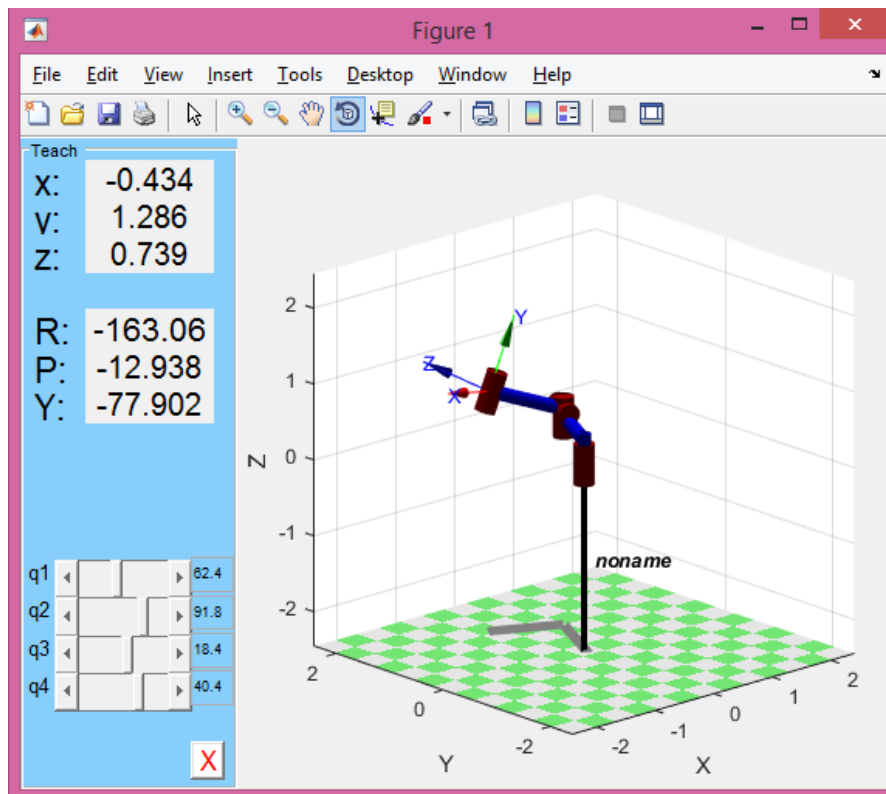 Figure 1
File Edit View Insert Tools Desktop Window Help
Teach
x: -0.434
y: 1.286
z: 0.739
R: -163.06
P: -12.938
Y: -77.902
q1 62.4
q2 91.8
q3 18.4
q4 40.4
X
2
1
0
-1
-2
Z
Y
Z
X
noname
2
0
-2
Y
-2
-1
0
1
2
X